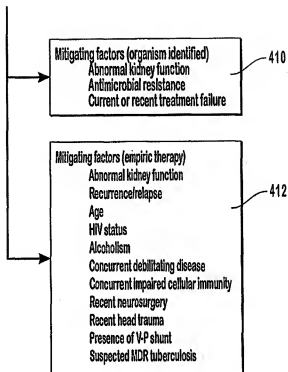 Mitigating factors (organism identified)
Abnormal kidney function
Antimicrobial resistance
Current or recent treatment failure
410
Mitigating factors (empiric therapy)
Abnormal kidney function
Recurrence/relapse
Age
HIV status
Alcoholism
Concurrent debilitating disease
Concurrent impaired cellular immunity
Recent neurosurgery
Recent head trauma
Presence of V-P shunt
Suspected MDR tuberculosis
412